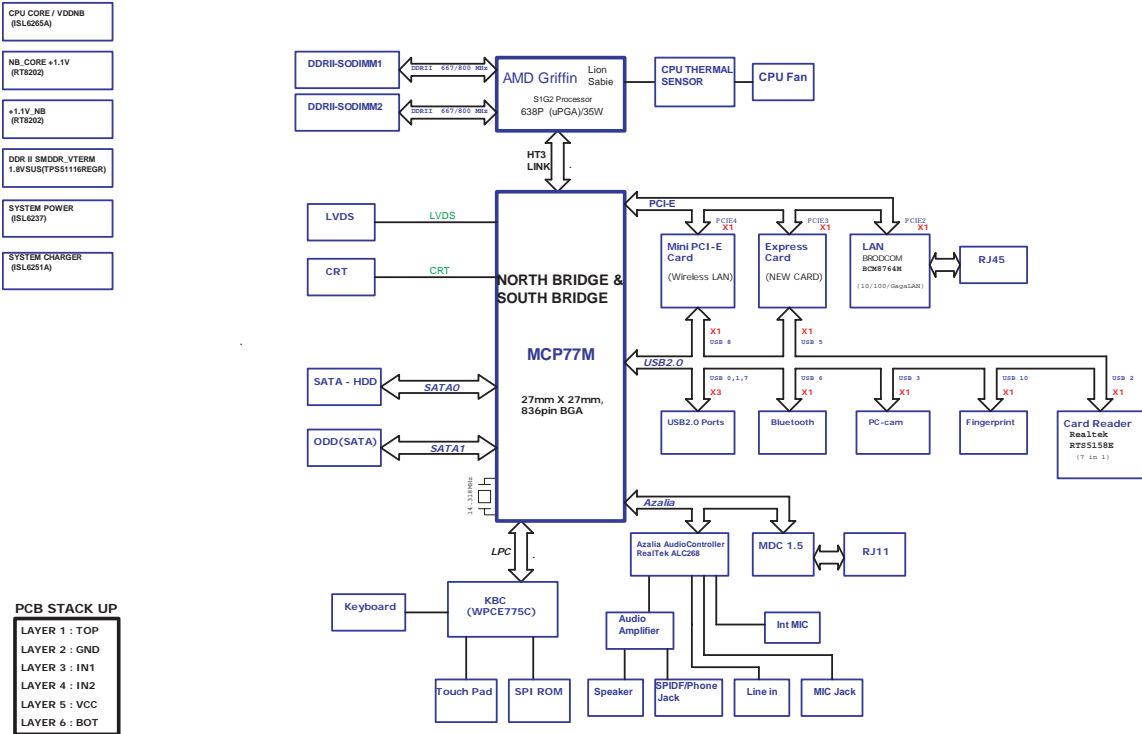 CPU CORE / VDDNB
(ISL6265A)
NB_CORE +1.1V
(RT8202)
+1.1V_NB
(RT8202)
DDR II SMDDR_VTERM
1.8VSUS(TPS51116REGR)
SYSTEM POWER
(ISL6237)
SYSTEM CHARGER
(ISL6251A)
DDRII-SODIMM1
DDRII 667/800 MHz
DDRII-SODIMM2
DDRII 667/800 MHz
AMD Griffin
Lion
Sabie
S1G2 Processor
638P (uPGA)/35W
CPU THERMAL
SENSOR
CPU Fan
HT3
LINK
LVDS
LVDS
CRT
CRT
NORTH BRIDGE &
SOUTH BRIDGE
MCP77M
27mm X 27mm,
836pin BGA
PCI-E
PCIE4
X1
PCIE3
X1
PCIE2
X1
Mini PCI-E
Card
(Wireless LAN)
Express
Card
(NEW CARD)
LAN
BRODCOM
BCM8764M
(10/100/GagaLAN)
RJ45
X1
USB 8
X1
USB 5
USB2.0
USB 0,1,7
X3
USB 6
X1
USB 3
X1
USB 10
X1
USB 2
X1
USB2.0 Ports
Bluetooth
PC-cam
Fingerprint
Card Reader
Realtek
RTS5158E
(7 in 1)
SATA - HDD
SATA0
ODD(SATA)
SATA1
14.318MHz
Azalia
Azalia AudioController
RealTek ALC268
MDC 1.5
RJ11
LPC
Keyboard
KBC
(WPCE775C)
Audio
Amplifier
Int MIC
Touch Pad
SPI ROM
Speaker
SPIDF/Phone
Jack
Line in
MIC Jack
PCB STACK UP
LAYER 1 : TOP
LAYER 2 : GND
LAYER 3 : IN1
LAYER 4 : IN2
LAYER 5 : VCC
LAYER 6 : BOT